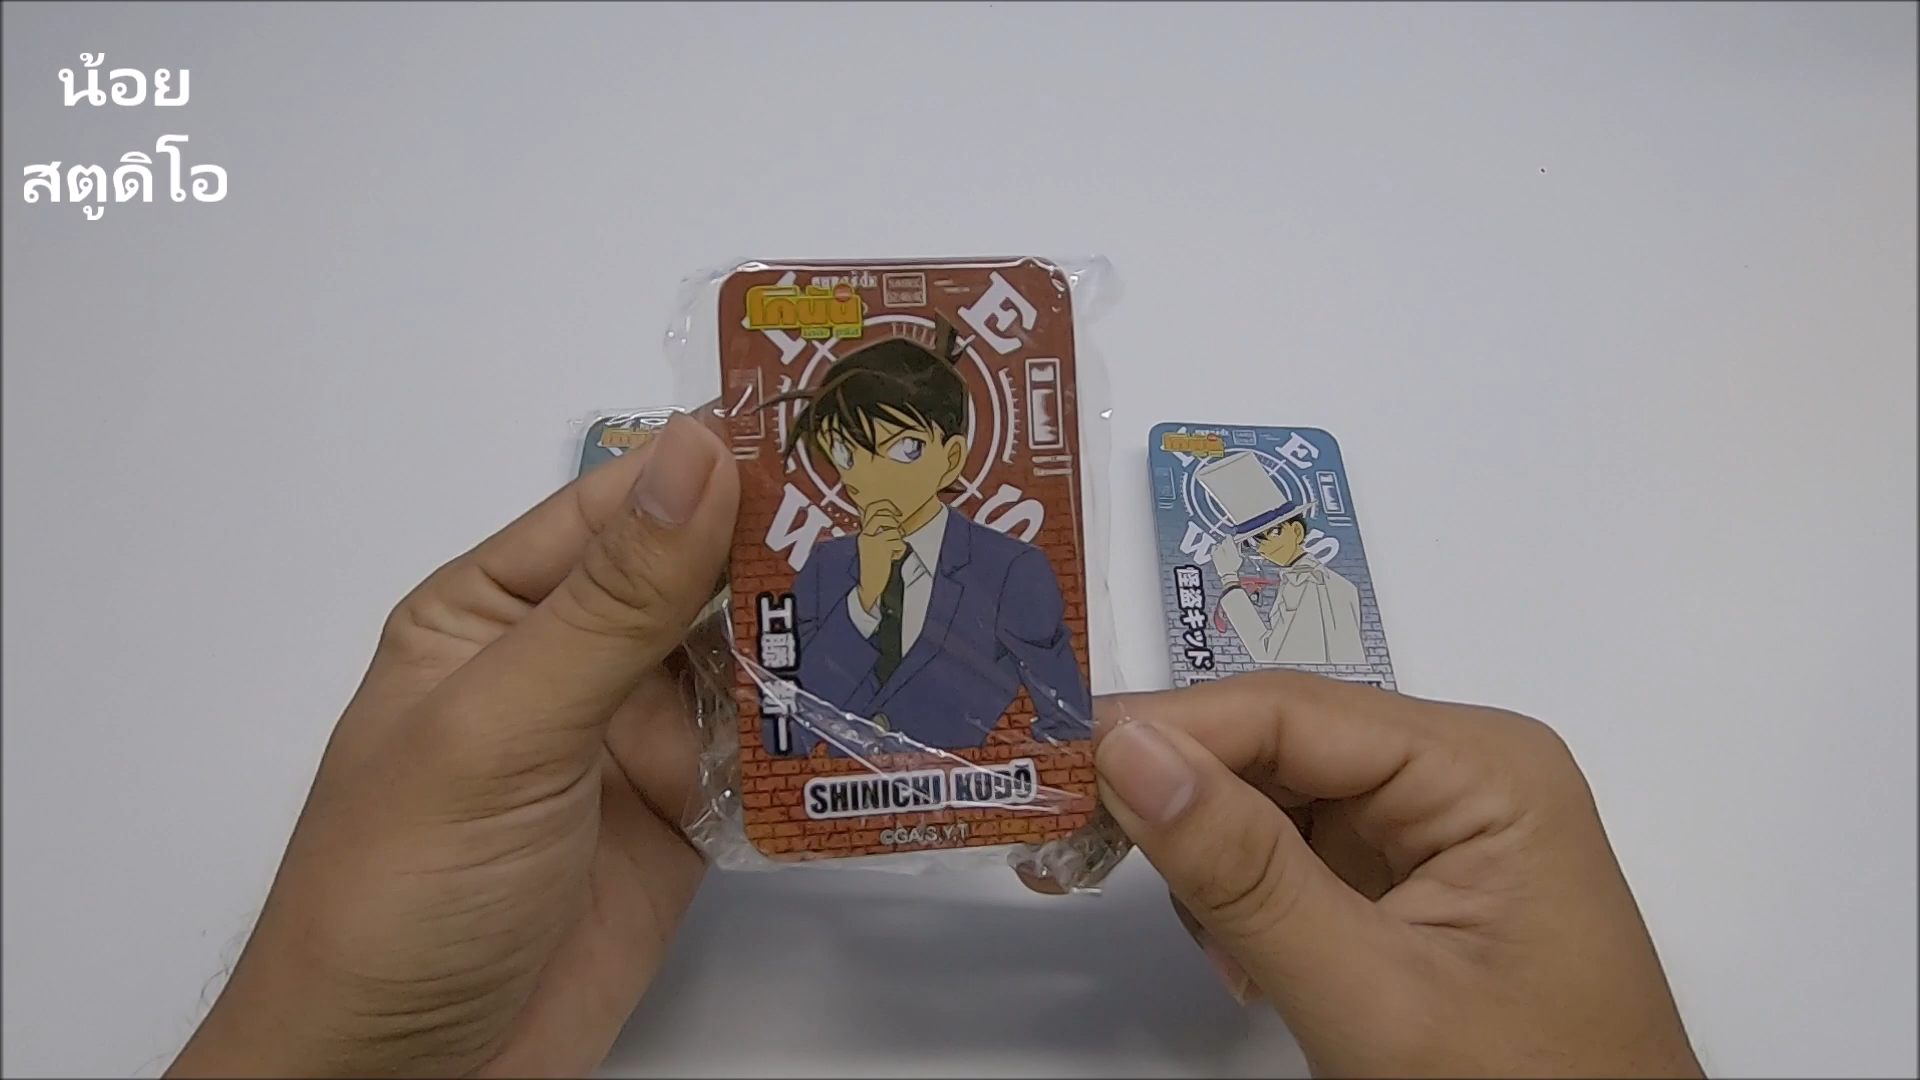 น้อย
สตูดิโอ
โคนัน
E
W S
工藤 新一
SHINICHI KUDO
©GA,S,Y,T
E
W S
怪盗キッド